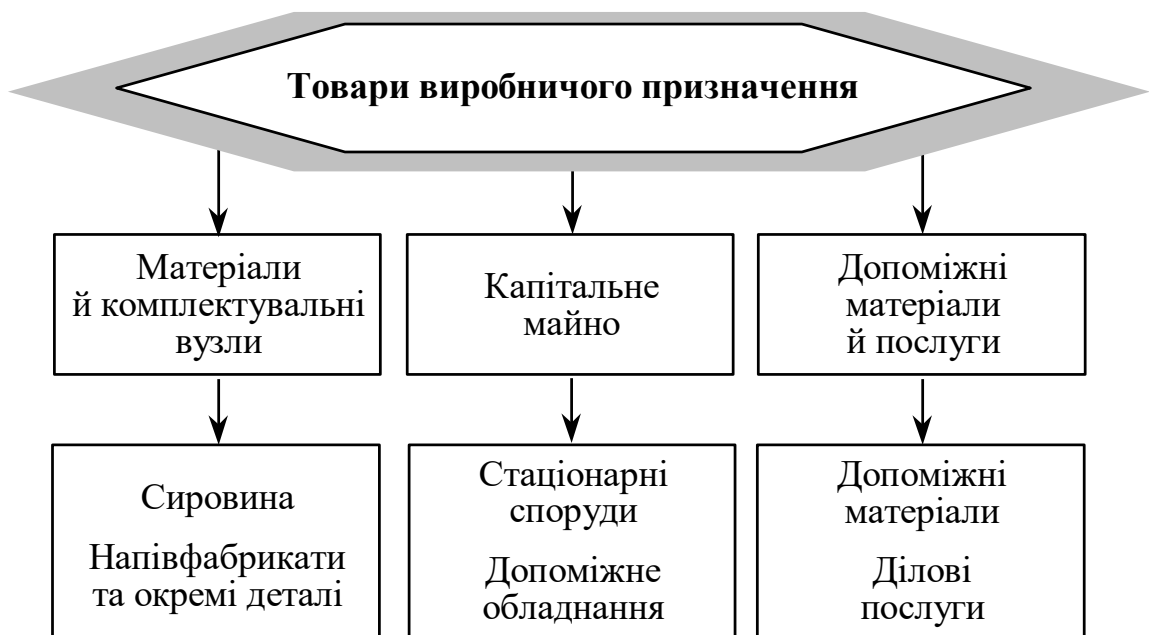 Товари виробничого призначення
Матеріали
й комплектувальні
вузли
Капітальне
майно
Допоміжні
матеріали
й послуги
Сировина
Напівфабрикати
та окремі деталі
Стаціонарні
споруди
Допоміжне
обладнання
Допоміжні
матеріали
Ділові
послуги